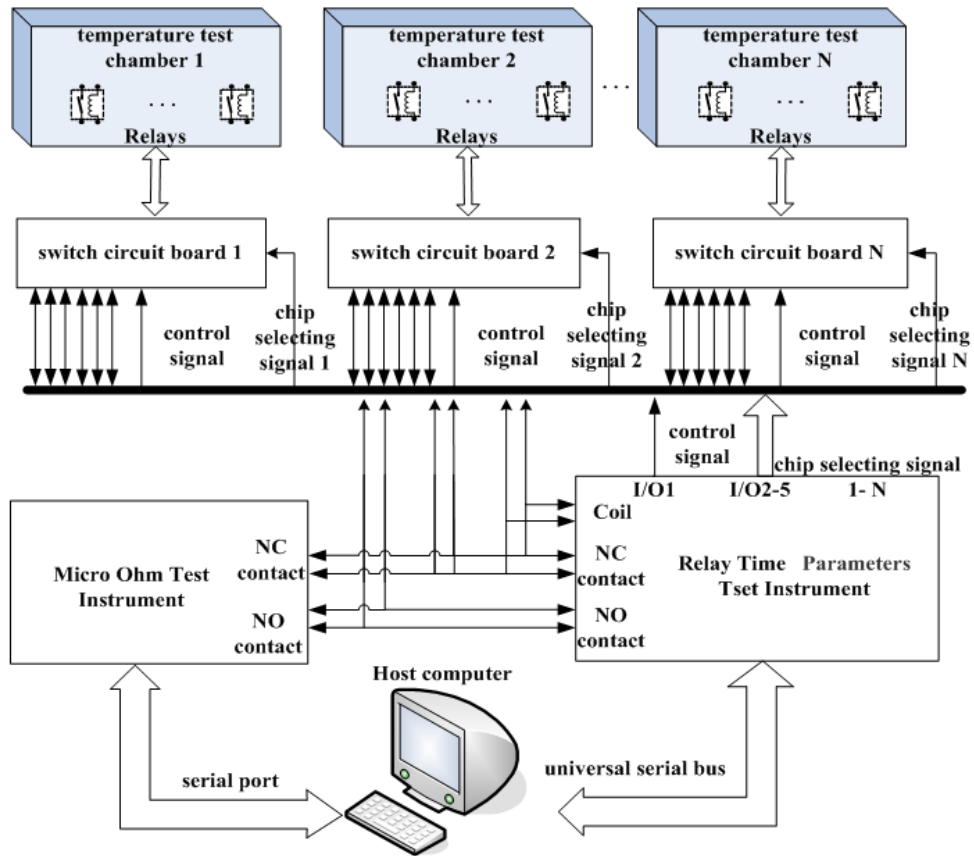 temperature test
chamber 1
. . .
Relays
temperature test
chamber 2
. . .
Relays
. . .
temperature test
chamber N
. . .
Relays
switch circuit board 1
switch circuit board 2
switch circuit board N
control
signal
chip
selecting
signal 1
control
signal
chip
selecting
signal 2
control
signal
chip
selecting
signal N
control
signal
chip selecting signal
I/O1
I/O2-5
1- N
Coil
NC
contact
NO
contact
Relay Time Parameters
Tset Instrument
Micro Ohm Test
Instrument
NC
contact
NO
contact
Host computer
serial port
universal serial bus